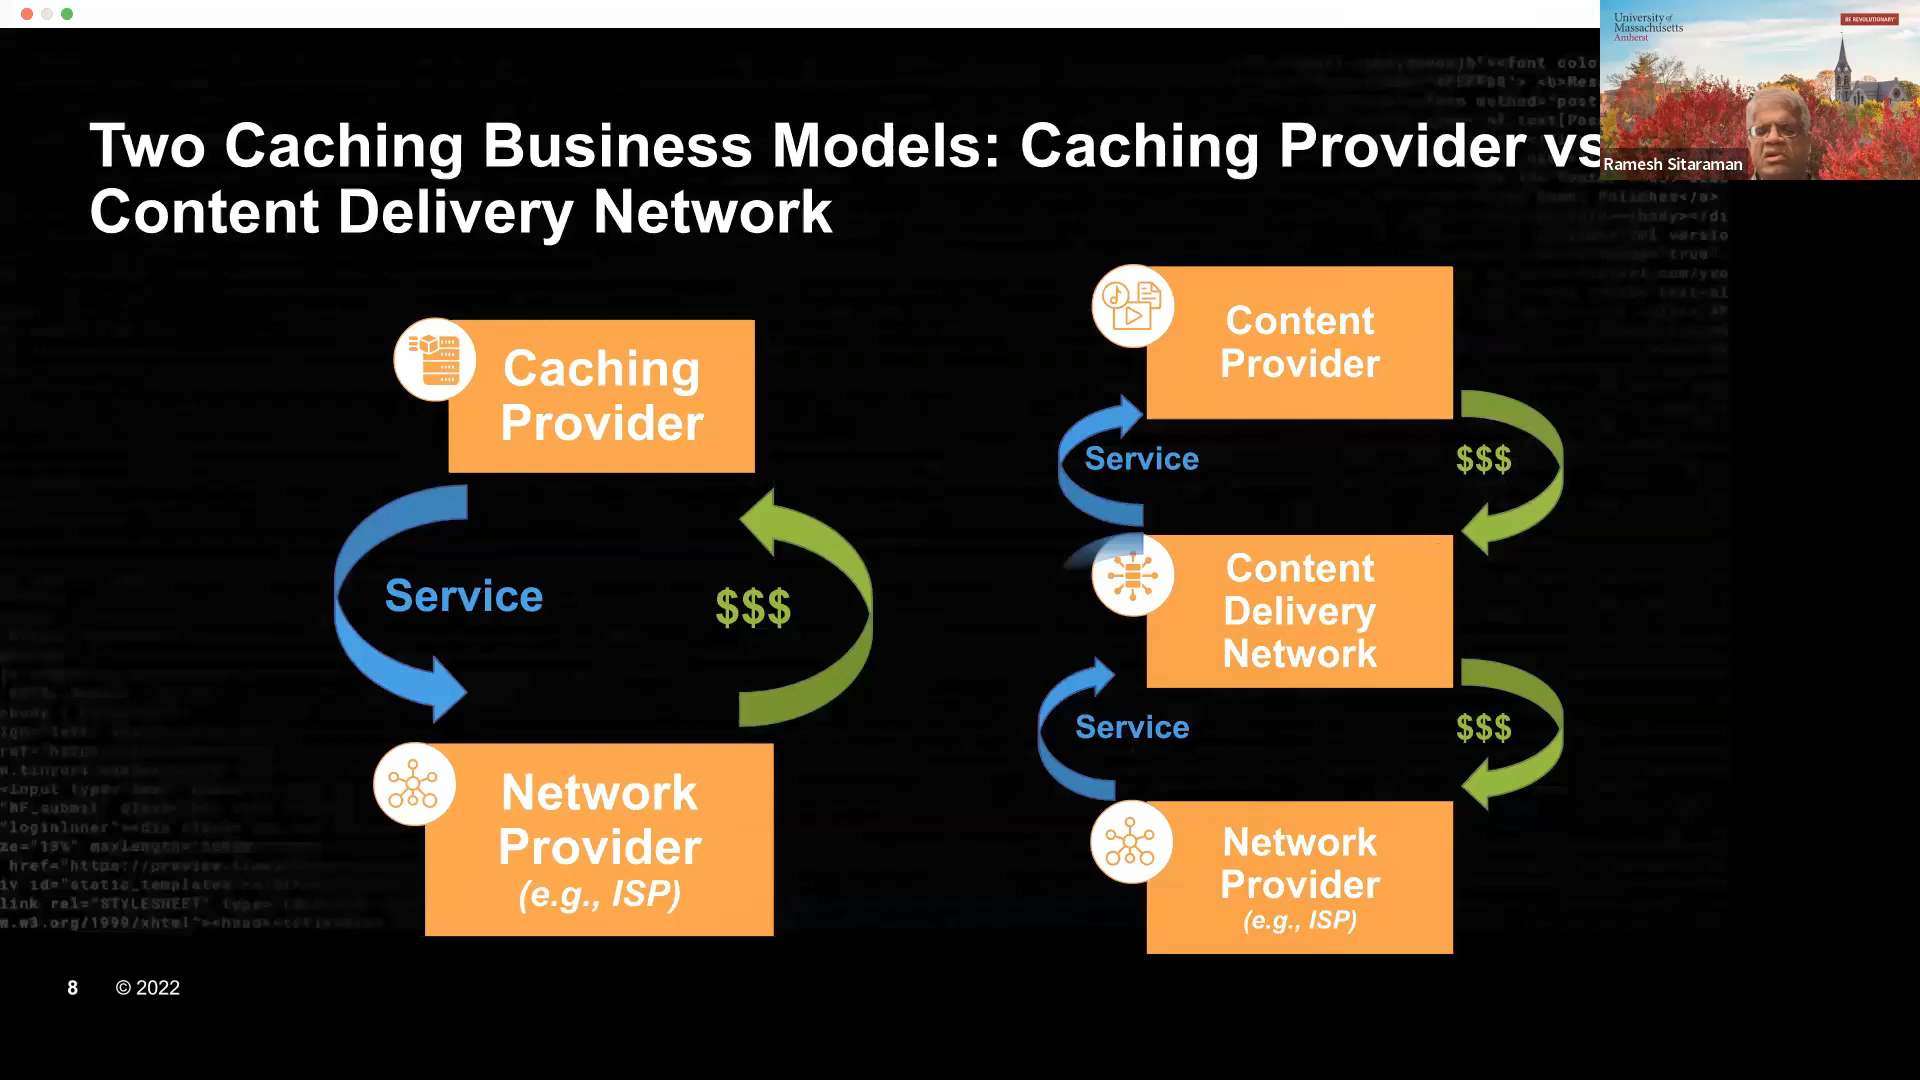 University of
Massachusetts
Amherst
BE REVOLUTIONARY
Ramesh Sitaraman
Two Caching Business Models: Caching Provider vs
Content Delivery Network
Caching
Provider
Service
$$$
Network
Provider
(e.g., ISP)
Content
Provider
Service
$$$
Content
Delivery
Network
Service
$$$
Network
Provider
(e.g., ISP)
8
© 2022